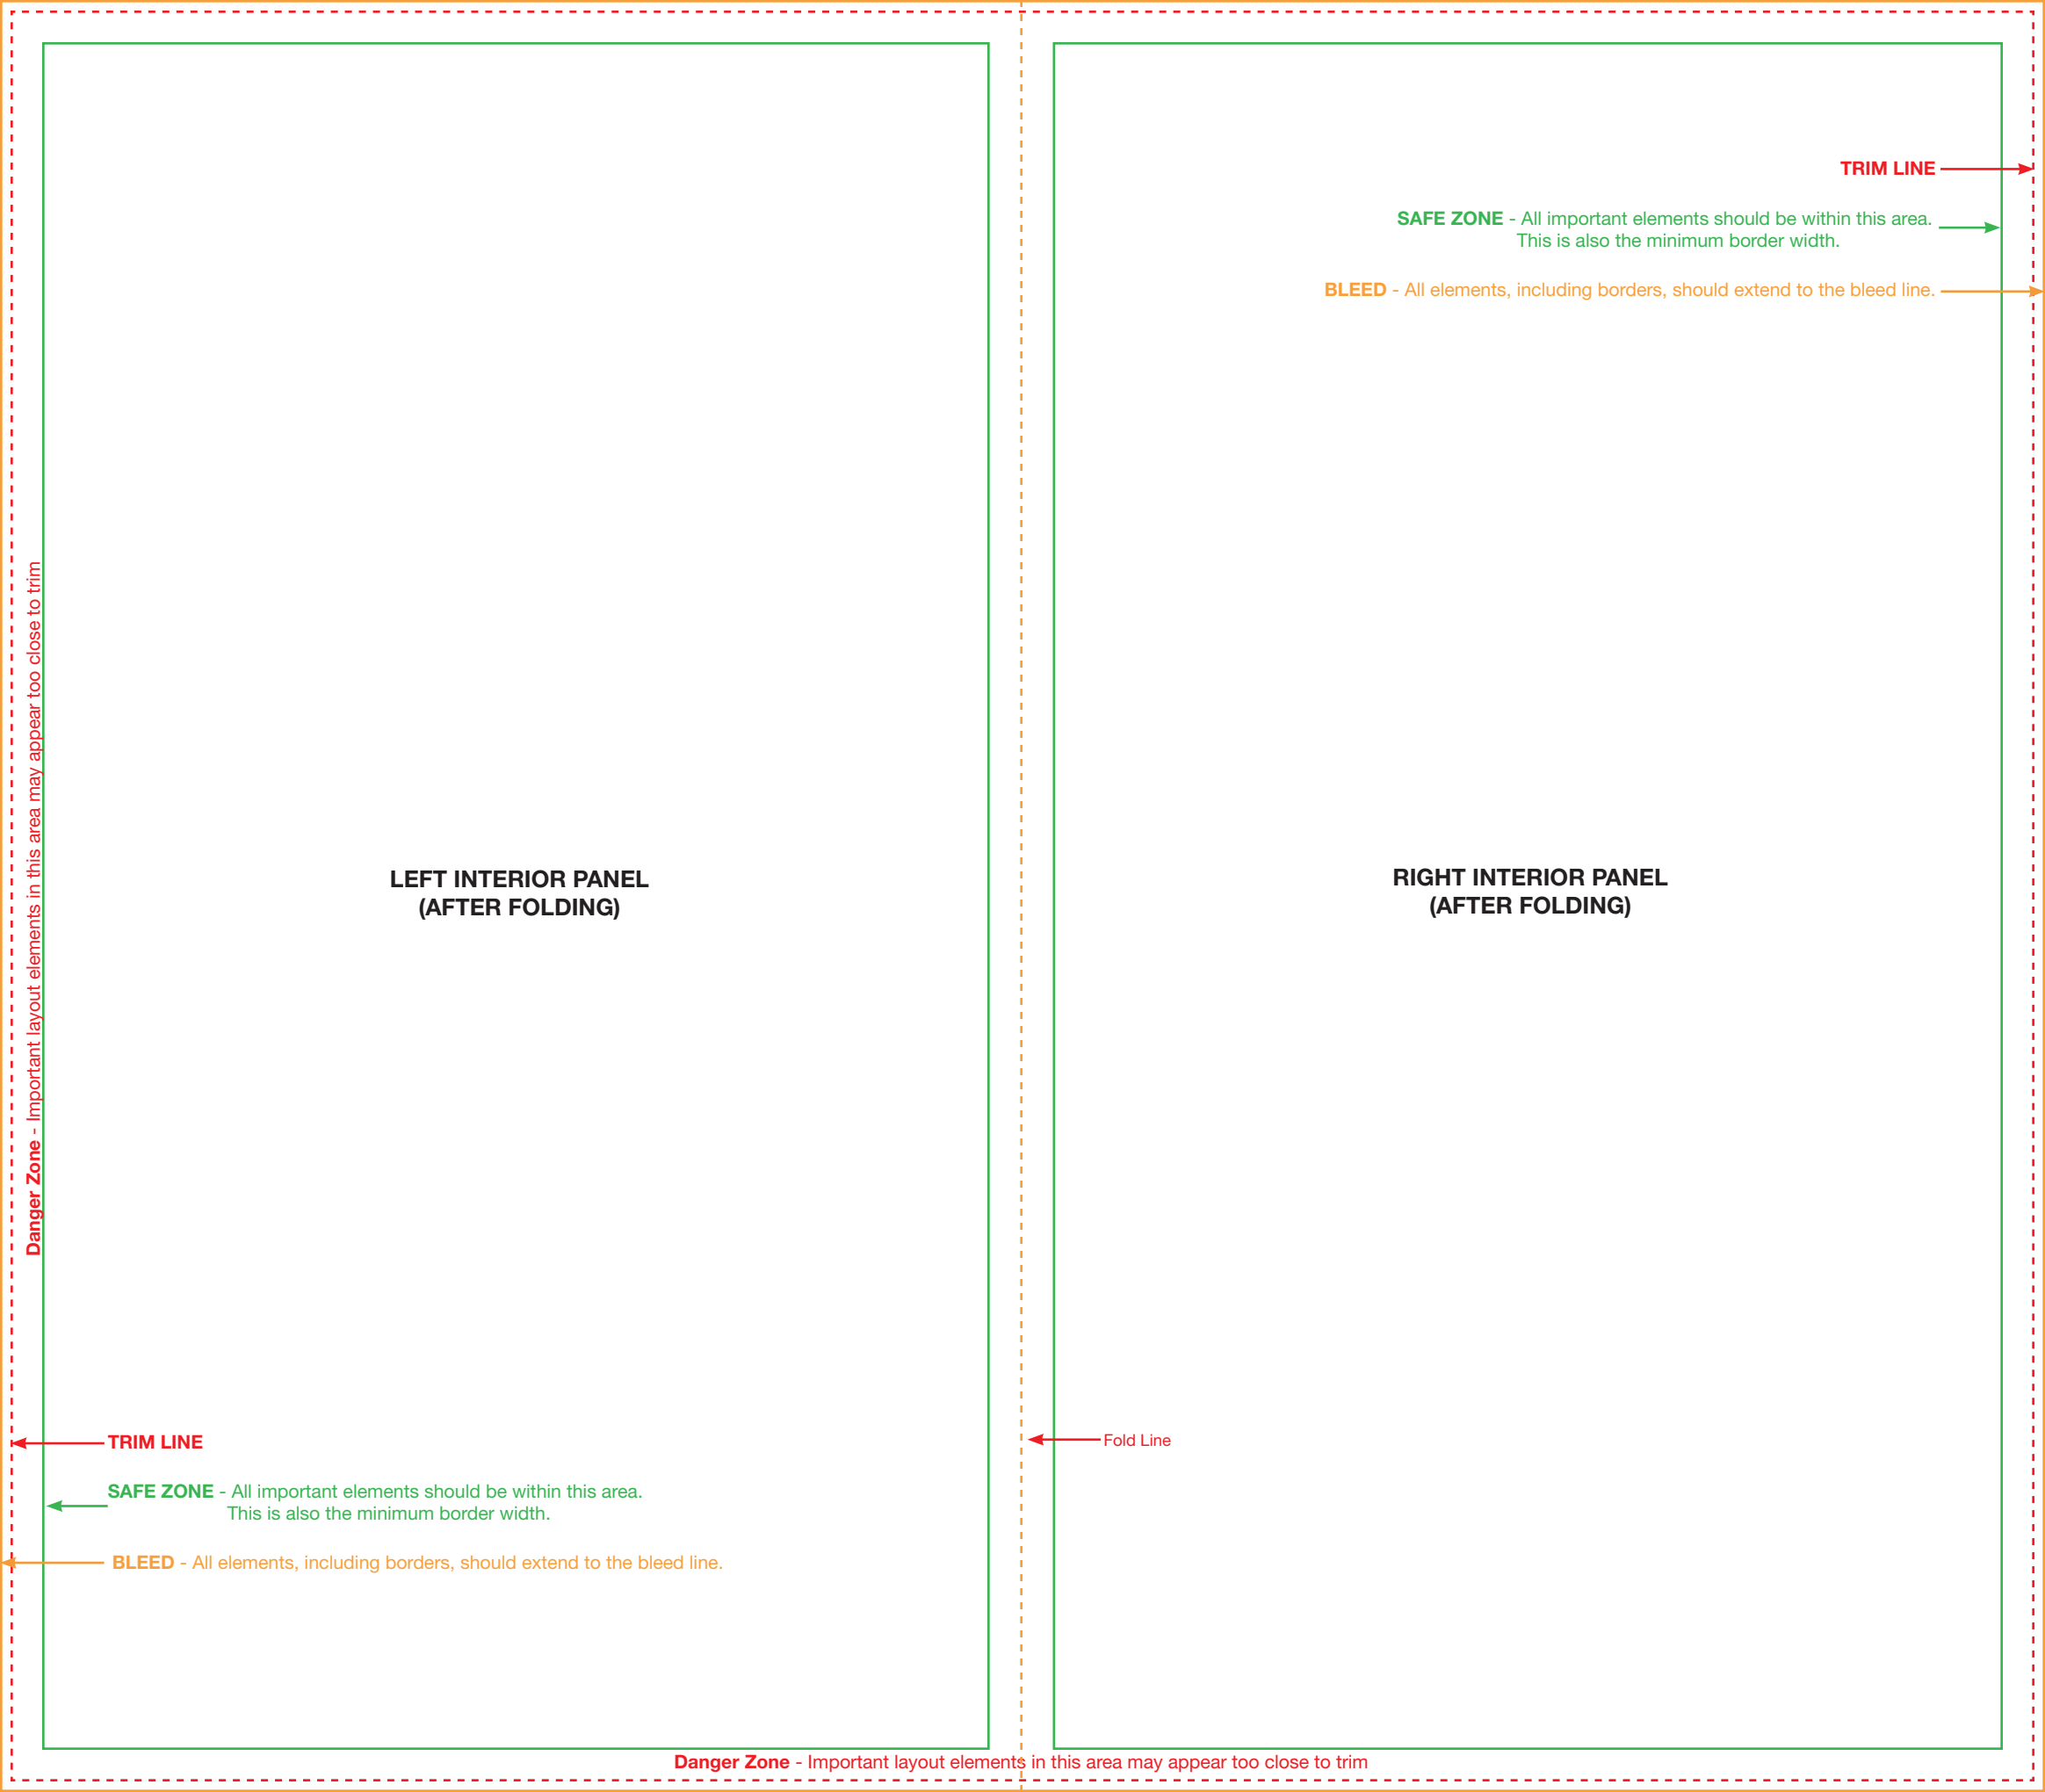 TRIM LINE
SAFE ZONE - All important elements should be within this area.
This is also the minimum border width.
BLEED - All elements, including borders, should extend to the bleed line.
Danger Zone - Important layout elements in this area may appear too close to trim
LEFT INTERIOR PANEL
(AFTER FOLDING)
RIGHT INTERIOR PANEL
(AFTER FOLDING)
TRIM LINE
SAFE ZONE - All important elements should be within this area.
This is also the minimum border width.
BLEED - All elements, including borders, should extend to the bleed line.
Fold Line
Danger Zone - Important layout elements in this area may appear too close to trim